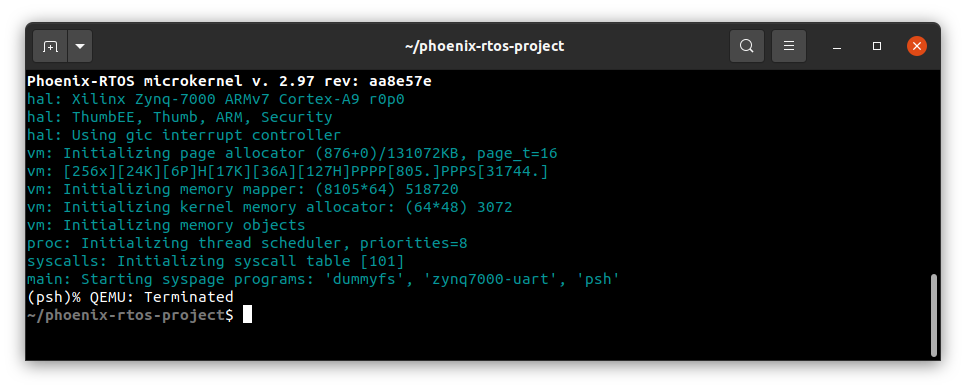 ~/phoenix-rtos-project
Phoenix-RTOS microkernel v. 2.97 rev: aa8e57e
hal: Xilinx Zynq-7000 ARMv7 Cortex-A9 r0p0
hal: ThumbEE, Thumb, ARM, Security
hal: Using gic interrupt controller
vm: Initializing page allocator (876+0)/131072KB, page_t=16
vm: [256x][24K][6P]H[17K][36A][127H]PPPP[805.]PPPS[31744.]
vm: Initializing memory mapper: (8105*64) 518720
vm: Initializing kernel memory allocator: (64*48) 3072
vm: Initializing memory objects
proc: Initializing thread scheduler, priorities=8
syscalls: Initializing syscall table [101]
main: Starting syspage programs: 'dummyfs', 'zynq7000-uart', 'psh'
(psh)% QEMU: Terminated
~/phoenix-rtos-project$